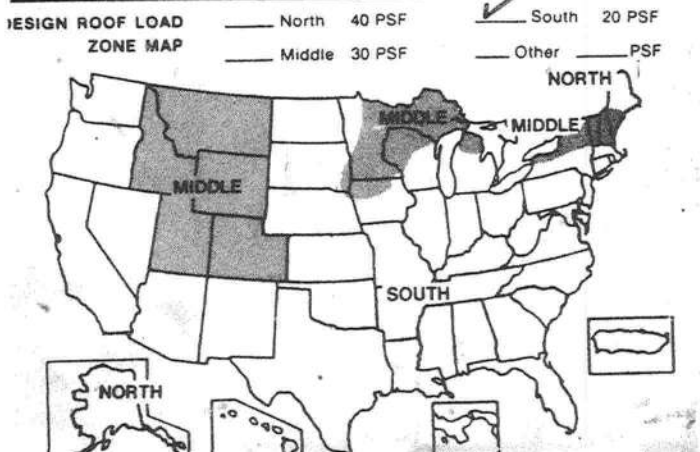 DESIGN ROOF LOAD
ZONE MAP
North 40 PSF
South 20 PSF
Middle 30 PSF
Other PSF
NORTH
MIDDLE
MIDDLE
MIDDLE
SOUTH
NORTH